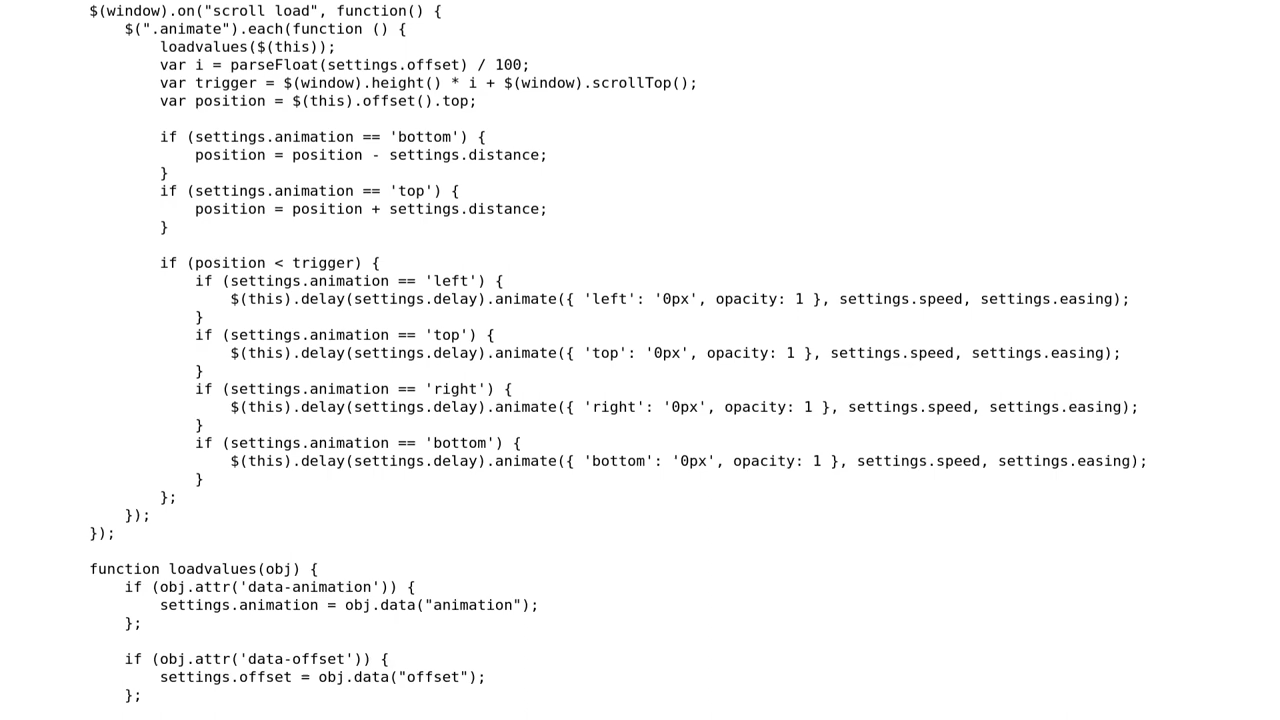 $(window).on("scroll load", function() {
    $(".animate").each(function () {
        loadvalues($(this));
        var i = parseFloat(settings.offset) / 100;
        var trigger = $(window).height() * i + $(window).scrollTop();
        var position = $(this).offset().top;

        if (settings.animation == 'bottom') {
            position = position - settings.distance;
        }
        if (settings.animation == 'top') {
            position = position + settings.distance;
        }

        if (position < trigger) {
            if (settings.animation == 'left') {
                $(this).delay(settings.delay).animate({ 'left': '0px', opacity: 1 }, settings.speed, settings.easing);
            }
            if (settings.animation == 'top') {
                $(this).delay(settings.delay).animate({ 'top': '0px', opacity: 1 }, settings.speed, settings.easing);
            }
            if (settings.animation == 'right') {
                $(this).delay(settings.delay).animate({ 'right': '0px', opacity: 1 }, settings.speed, settings.easing);
            }
            if (settings.animation == 'bottom') {
                $(this).delay(settings.delay).animate({ 'bottom': '0px', opacity: 1 }, settings.speed, settings.easing);
            }
        };
    });
});

function loadvalues(obj) {
    if (obj.attr('data-animation')) {
        settings.animation = obj.data("animation");
    };

    if (obj.attr('data-offset')) {
        settings.offset = obj.data("offset");
    };